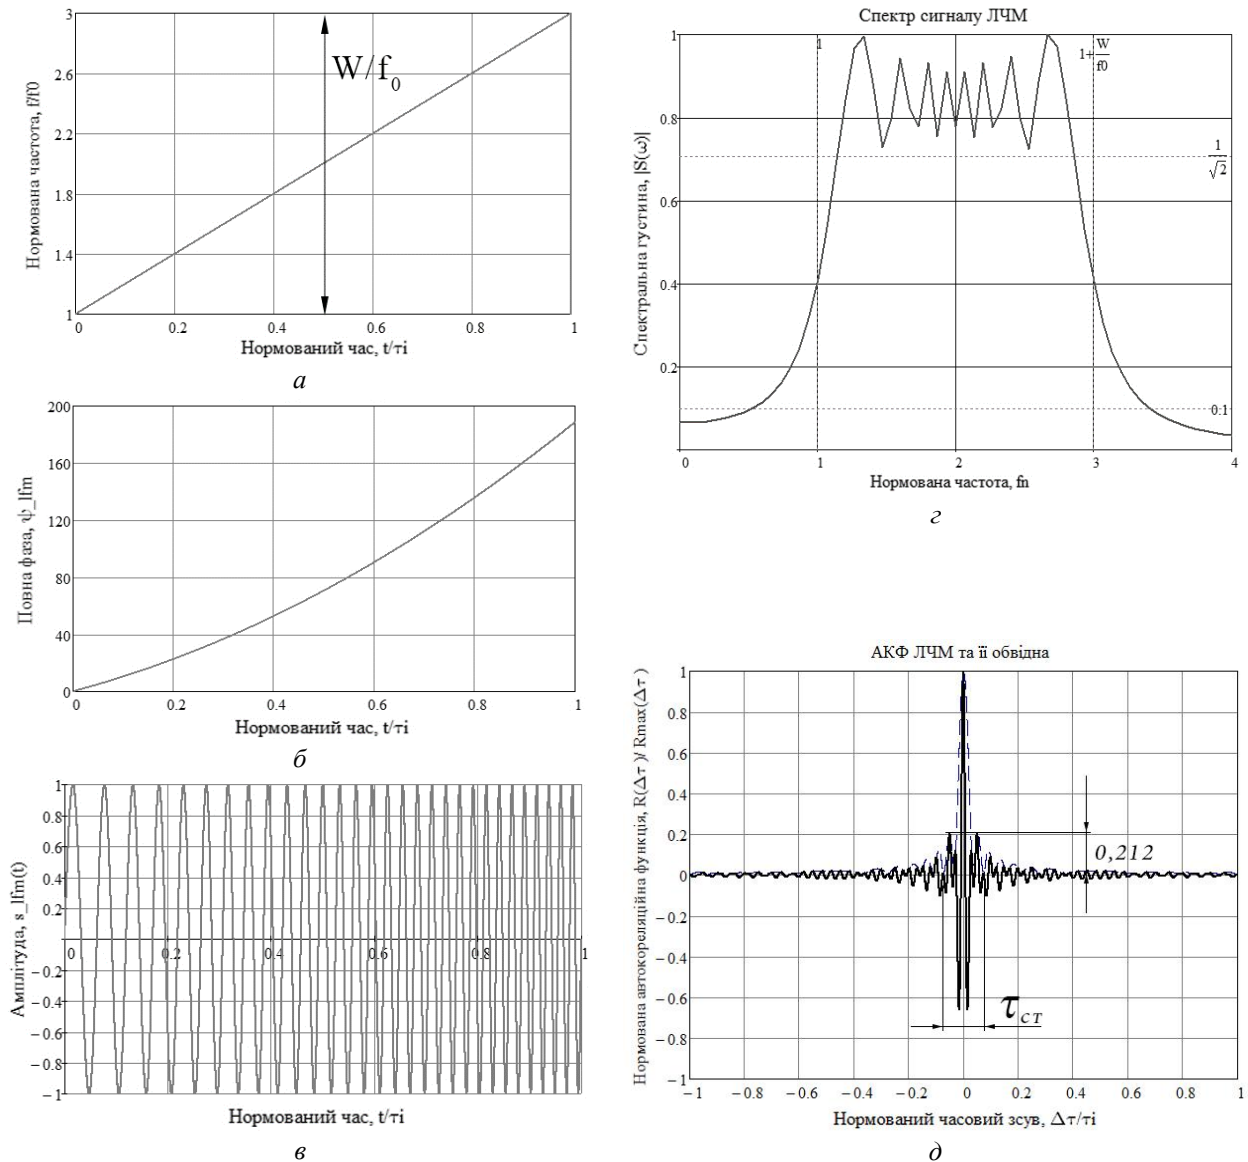 Нормована частота, f/f0
3
2.6
2.2
1.8
1.4
1
W/f₀
0 0.2 0.4 0.6 0.8 1
Нормований час, t/τi
а
Повна фаза, ψ_lfm
200
160
120
80
40
0
0 0.2 0.4 0.6 0.8 1
Нормований час, t/τi
б
Амплітуда, s_lfm(t)
1
0.8
0.6
0.4
0.2
0 0.2 0.4 0.6 0.8 1
−0.2
−0.4
−0.6
−0.8
−1
Нормований час, t/τi
в
Спектр сигналу ЛЧМ
Спектральна густина, |S(ω)|
1
0.8
0.6
0.4
0.2
1
1+W/f0
1/√2
0.1
0 1 2 3 4
Нормована частота, fn
г
АКФ ЛЧМ та її обвідна
Нормована автокореляційна функція, R(Δτ)/ Rmax(Δτ)
1
0.8
0.6
0.4
0.2
0
−0.2
−0.4
−0.6
−0.8
−1
0,212
τст
−1 −0.8 −0.6 −0.4 −0.2 0 0.2 0.4 0.6 0.8 1
Нормований часовий зсув, Δτ/τi
д